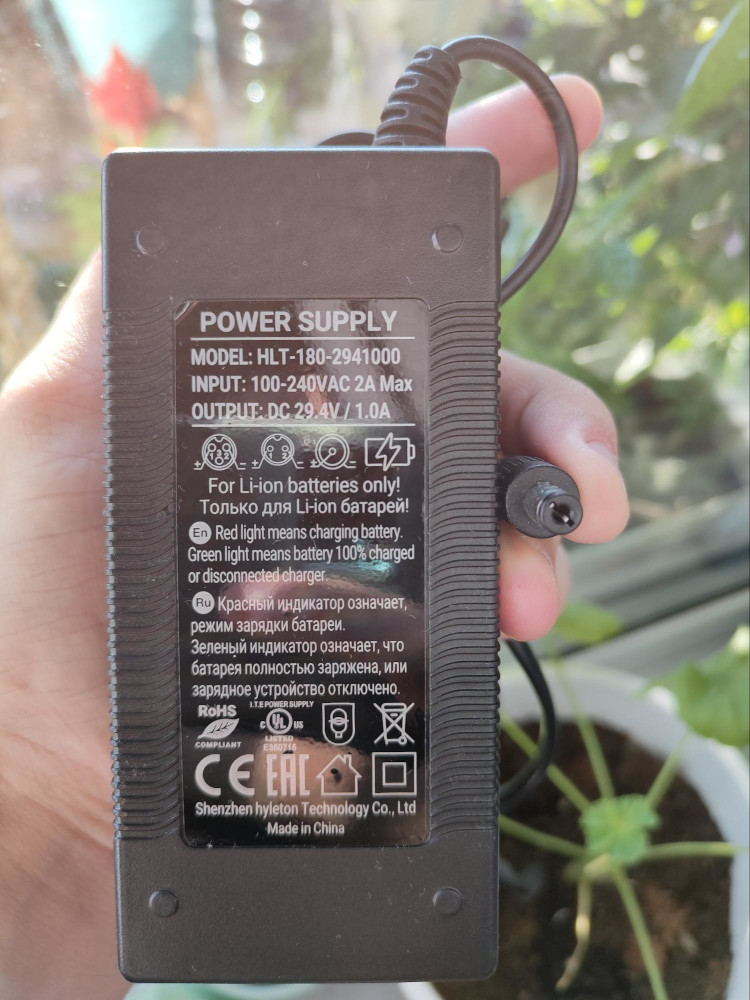 POWER SUPPLY
MODEL: HLT-180-2941000
INPUT: 100-240VAC 2A Max
OUTPUT: DC 29.4V / 1.0A
For Li-ion batteries only!
Только для Li-ion батарей!
En Red light means charging battery.
Green light means battery 100% charged
or disconnected charger.
Ru Красный индикатор означает,
режим зарядки батареи.
Зеленый индикатор означает, что
батарея полностью заряжена, или
зарядное устройство отключено.
RoHS
COMPLIANT
I.T.E POWER SUPPLY
c UL US
LISTED
CE EAC
Shenzhen hyleton Technology Co., Ltd
Made in China